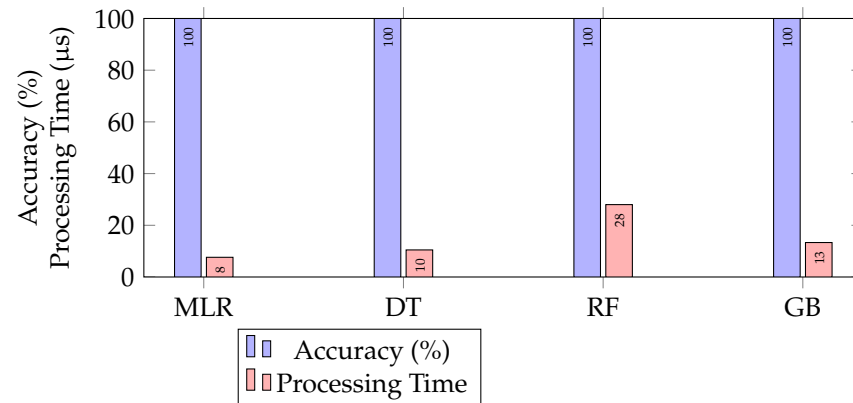 Accuracy (%)
Processing Time (µs)
100
80
60
40
20
0
100
8
100
10
100
28
100
13
MLR
DT
RF
GB
Accuracy (%)
Processing Time